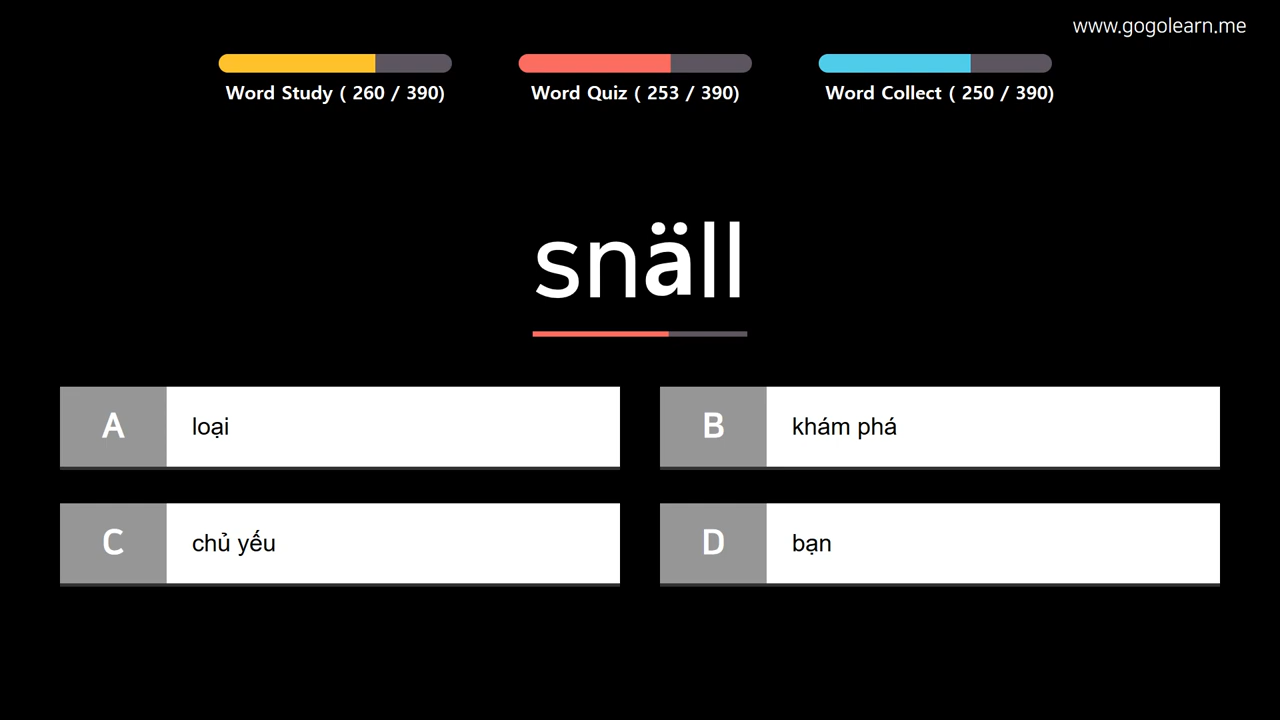 www.gogolearn.me
Word Study ( 260 / 390)
Word Quiz ( 253 / 390)
Word Collect ( 250 / 390)
snäll
A loại
B khám phá
C chủ yếu
D bạn